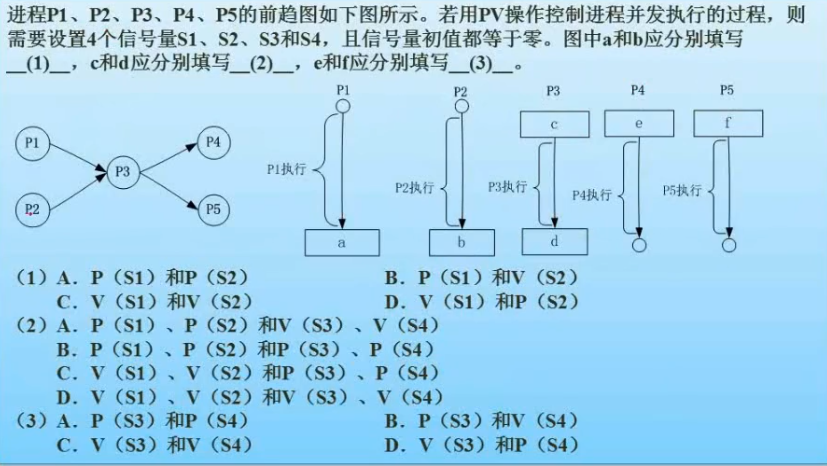 进程P1、P2、P3、P4、P5的前趋图如下图所示。若用PV操作控制进程并发执行的过程，则
需要设置4个信号量S1、S2、S3和S4，且信号量初值都等于零。图中a和b应分别填写
__(1)__，c和d应分别填写__(2)__，e和f应分别填写__(3)__。
P1 P2 P3 P4 P5
c e f
P1 P4
P3
P1执行
P2执行 P3执行 P4执行 P5执行
P2 P5
a b d
（1）A．P（S1）和P（S2） B．P（S1）和V（S2）
C．V（S1）和V（S2） D．V（S1）和P（S2）
（2）A．P（S1）、P（S2）和V（S3）、V（S4）
B．P（S1）、P（S2）和P（S3）、P（S4）
C．V（S1）、V（S2）和P（S3）、P（S4）
D．V（S1）、V（S2）和V（S3）、V（S4）
（3）A．P（S3）和P（S4） B．P（S3）和V（S4）
C．V（S3）和V（S4） D．V（S3）和P（S4）